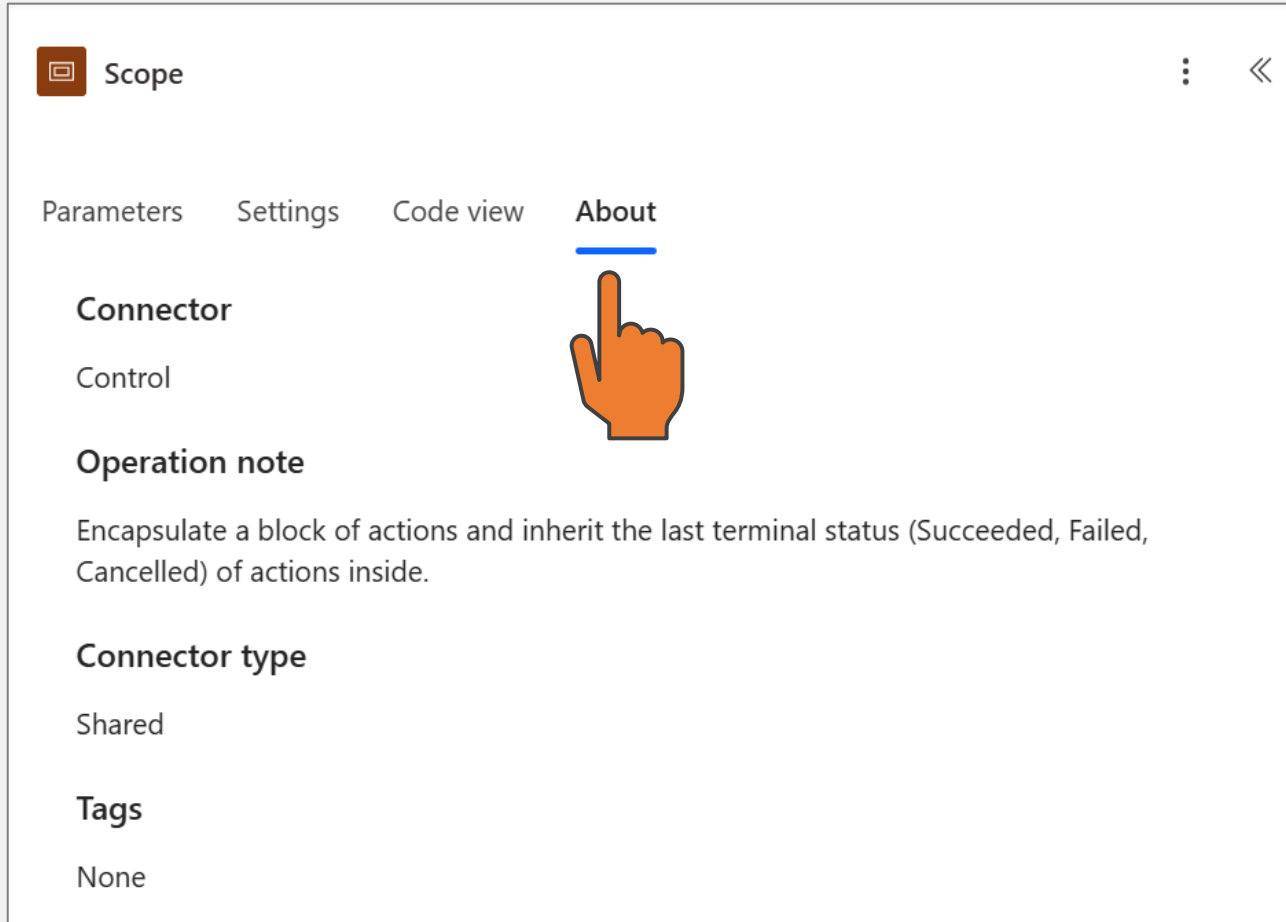 Scope
Parameters Settings Code view About
Connector
Control
Operation note
Encapsulate a block of actions and inherit the last terminal status (Succeeded, Failed,
Cancelled) of actions inside.
Connector type
Shared
Tags
None